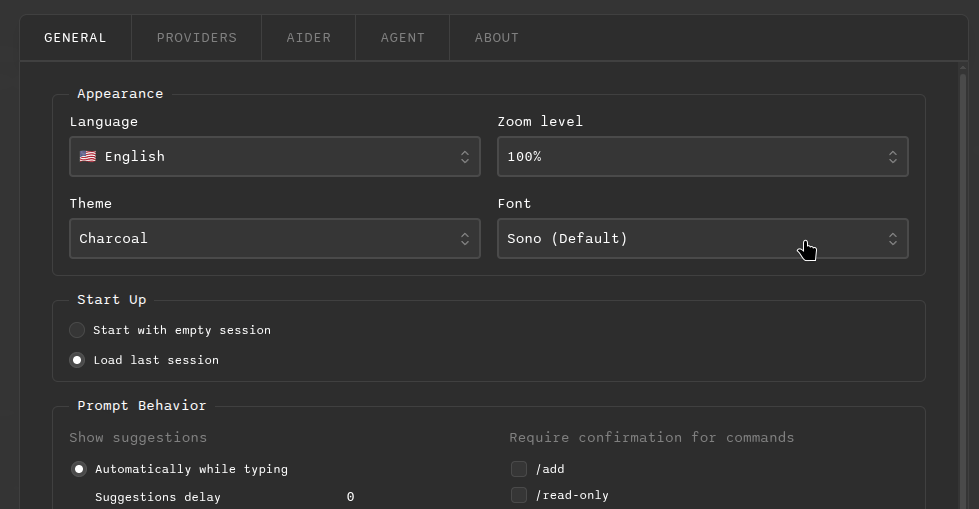 GENERAL PROVIDERS AIDER AGENT ABOUT
Appearance
Language Zoom level
English 100%
Theme Font
Charcoal Sono (Default)
Start Up
Start with empty session
Load last session
Prompt Behavior
Show suggestions Require confirmation for commands
Automatically while typing /add
Suggestions delay 0 /read-only